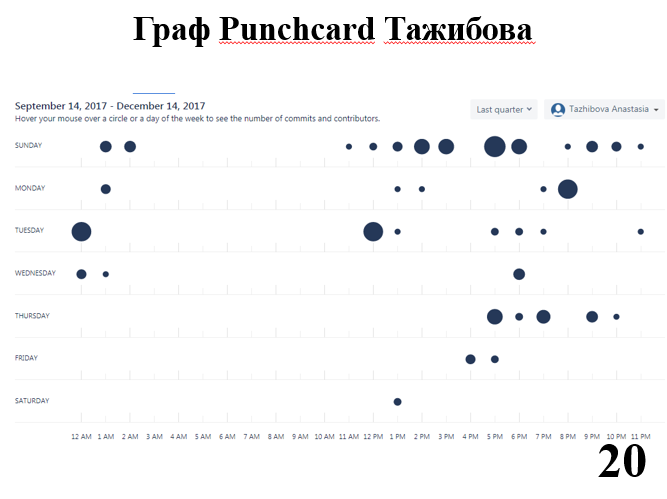 Граф Punchcard Тажибова
September 14, 2017 - December 14, 2017
Hover your mouse over a circle or a day of the week to see the number of commits and contributors.
Last quarter
Tazhibova Anastasia
SUNDAY
MONDAY
TUESDAY
WEDNESDAY
THURSDAY
FRIDAY
SATURDAY
12 AM 1 AM 2 AM 3 AM 4 AM 5 AM 6 AM 7 AM 8 AM 9 AM 10 AM 11 AM 12 PM 1 PM 2 PM 3 PM 4 PM 5 PM 6 PM 7 PM 8 PM 9 PM 10 PM 11 PM
20